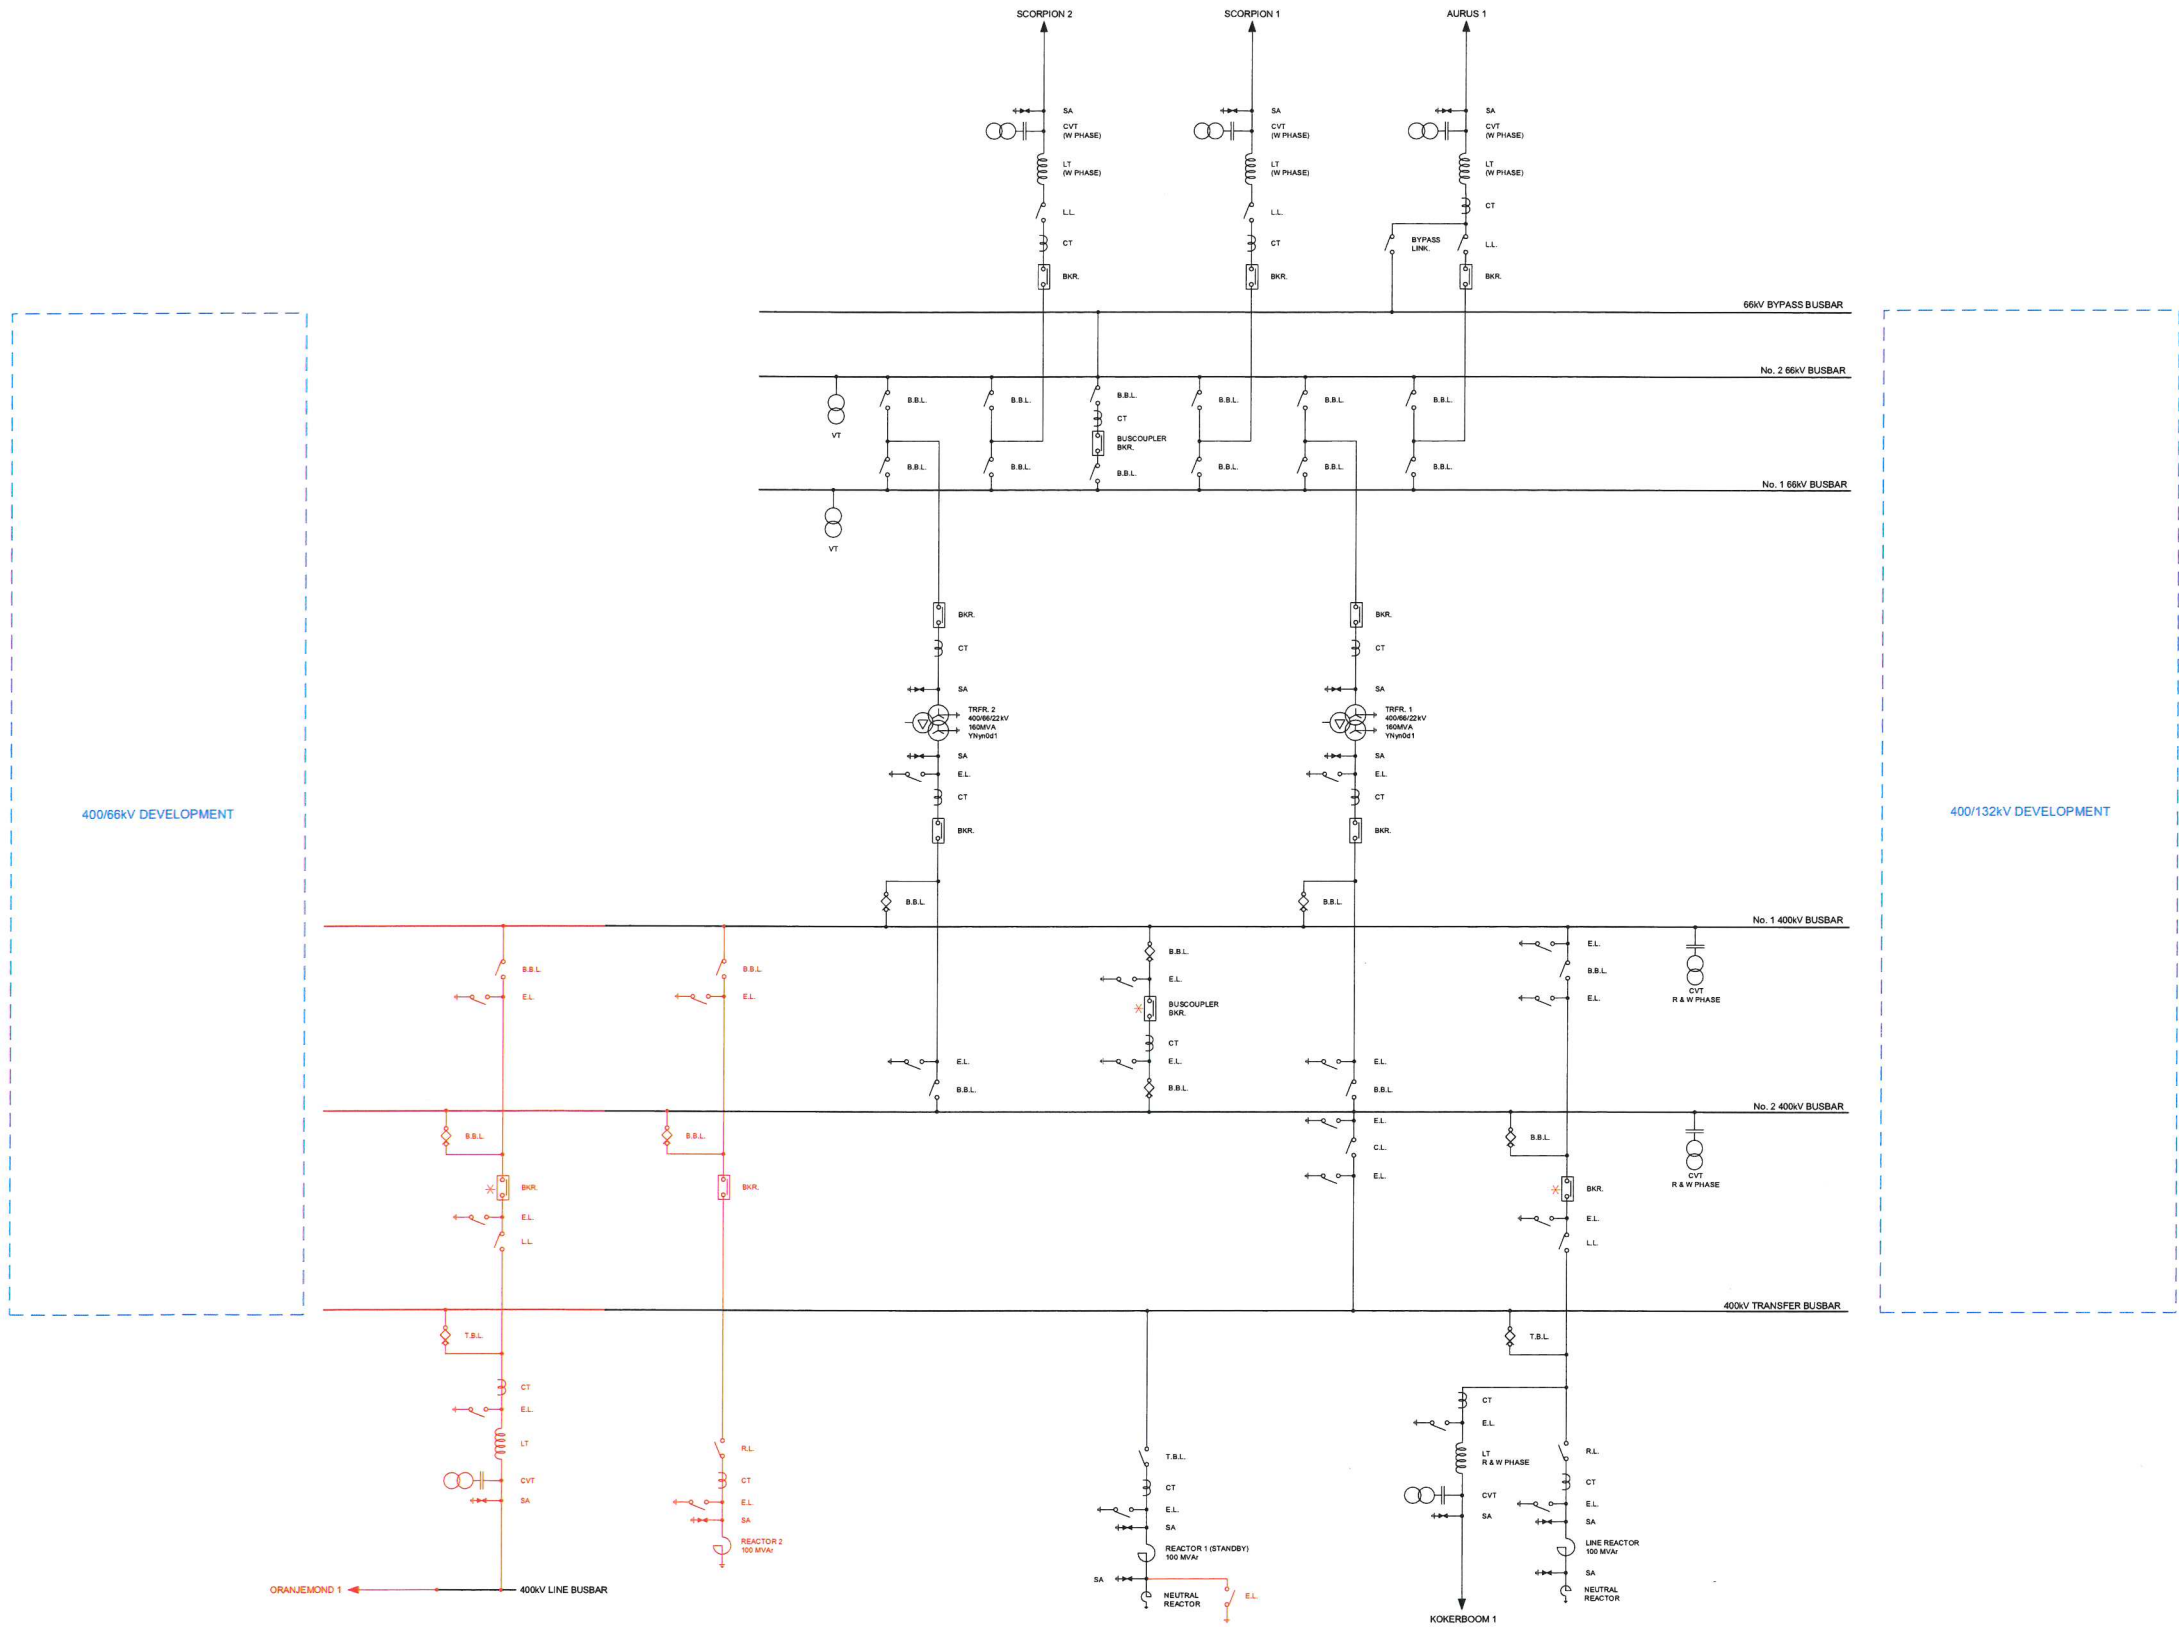 SCORPION 2
SCORPION 1
AURUS 1
SA
SA
SA
CVT
(W PHASE)
CVT
(W PHASE)
CVT
(W PHASE)
LT
(W PHASE)
LT
(W PHASE)
LT
(W PHASE)
CT
L.L.
L.L.
BYPASS
LINK.
L.L.
CT
CT
BKR.
BKR.
BKR.
66kV BYPASS BUSBAR
No. 2 66kV BUSBAR
B.B.L.
B.B.L.
B.B.L.
B.B.L.
B.B.L.
B.B.L.
CT
VT
BUSCOUPLER
BKR.
B.B.L.
B.B.L.
B.B.L.
B.B.L.
B.B.L.
B.B.L.
No. 1 66kV BUSBAR
VT
BKR.
BKR.
CT
CT
SA
SA
TRFR. 2
400/66/22kV
160MVA
YNyn0d1
TRFR. 1
400/66/22kV
160MVA
YNyn0d1
SA
SA
E.L.
E.L.
CT
CT
400/66kV DEVELOPMENT
400/132kV DEVELOPMENT
BKR.
BKR.
B.B.L.
B.B.L.
No. 1 400kV BUSBAR
E.L.
B.B.L.
B.B.L.
B.B.L.
B.B.L.
E.L.
E.L.
E.L.
E.L.
CVT
R & W PHASE
BUSCOUPLER
BKR.
CT
E.L.
E.L.
E.L.
B.B.L.
B.B.L.
B.B.L.
No. 2 400kV BUSBAR
E.L.
B.B.L.
B.B.L.
B.B.L.
C.L.
E.L.
CVT
R & W PHASE
BKR.
BKR.
BKR.
E.L.
E.L.
L.L.
L.L.
400kV TRANSFER BUSBAR
T.B.L.
T.B.L.
CT
CT
E.L.
E.L.
LT
R.L.
T.B.L.
LT
R & W PHASE
R.L.
CVT
CT
CT
CVT
CT
SA
E.L.
E.L.
SA
E.L.
SA
SA
SA
REACTOR 2
100 MVAr
REACTOR 1 (STANDBY)
100 MVAr
LINE REACTOR
100 MVAr
SA
SA
ORANJEMOND 1
400kV LINE BUSBAR
NEUTRAL
REACTOR
E.L.
NEUTRAL
REACTOR
KOKERBOOM 1